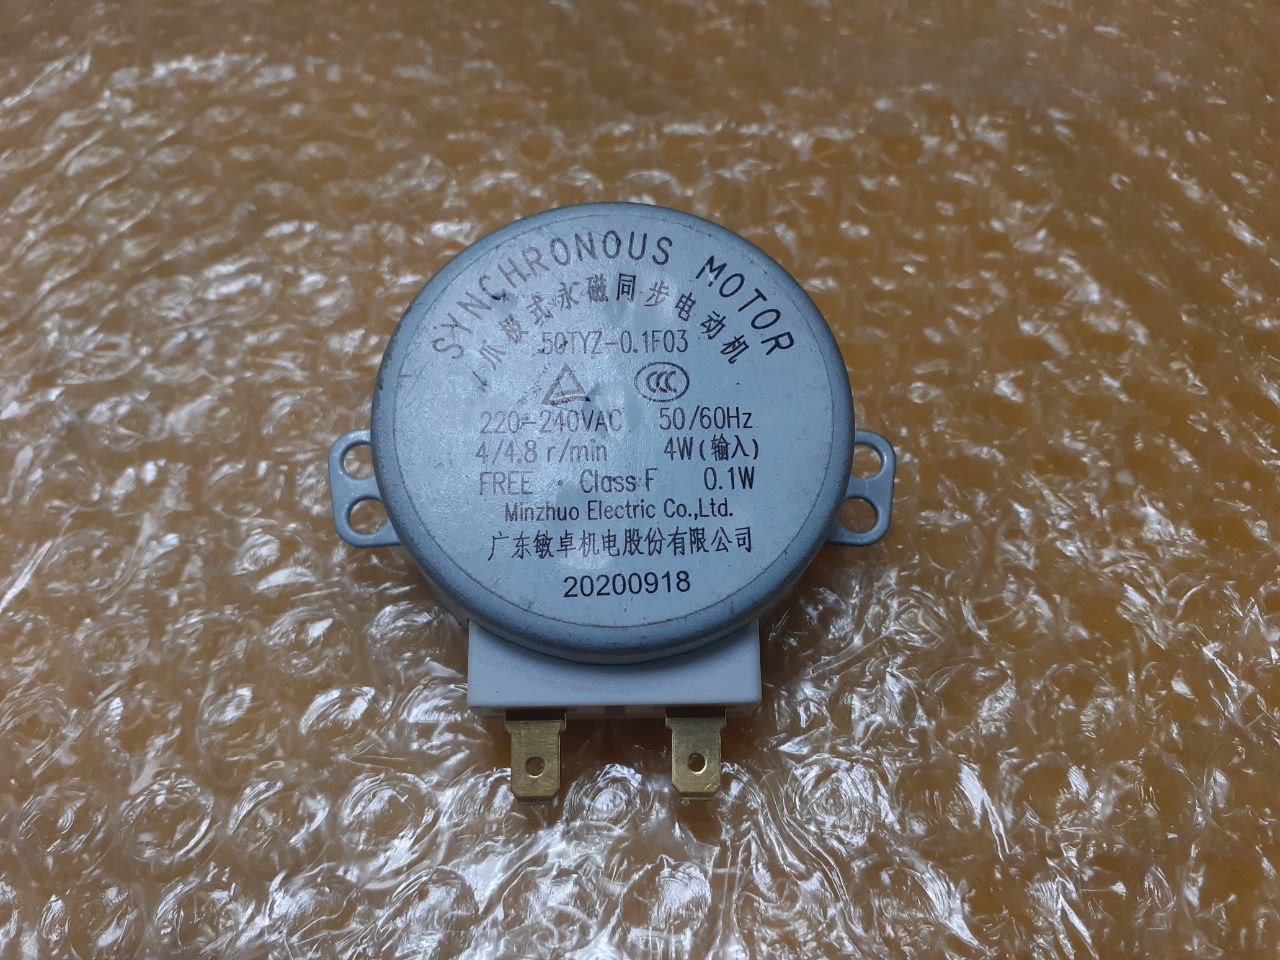 SYNCHRONOUS MOTOR
爪极式永磁同步电动机
50TYZ-0.1F03
CCC
220-240VAC 50/60Hz
4/4.8 r/min 4W(输入)
FREE · Class F 0.1W
Minzhuo Electric Co.,Ltd.
广东敏卓机电股份有限公司
20200918